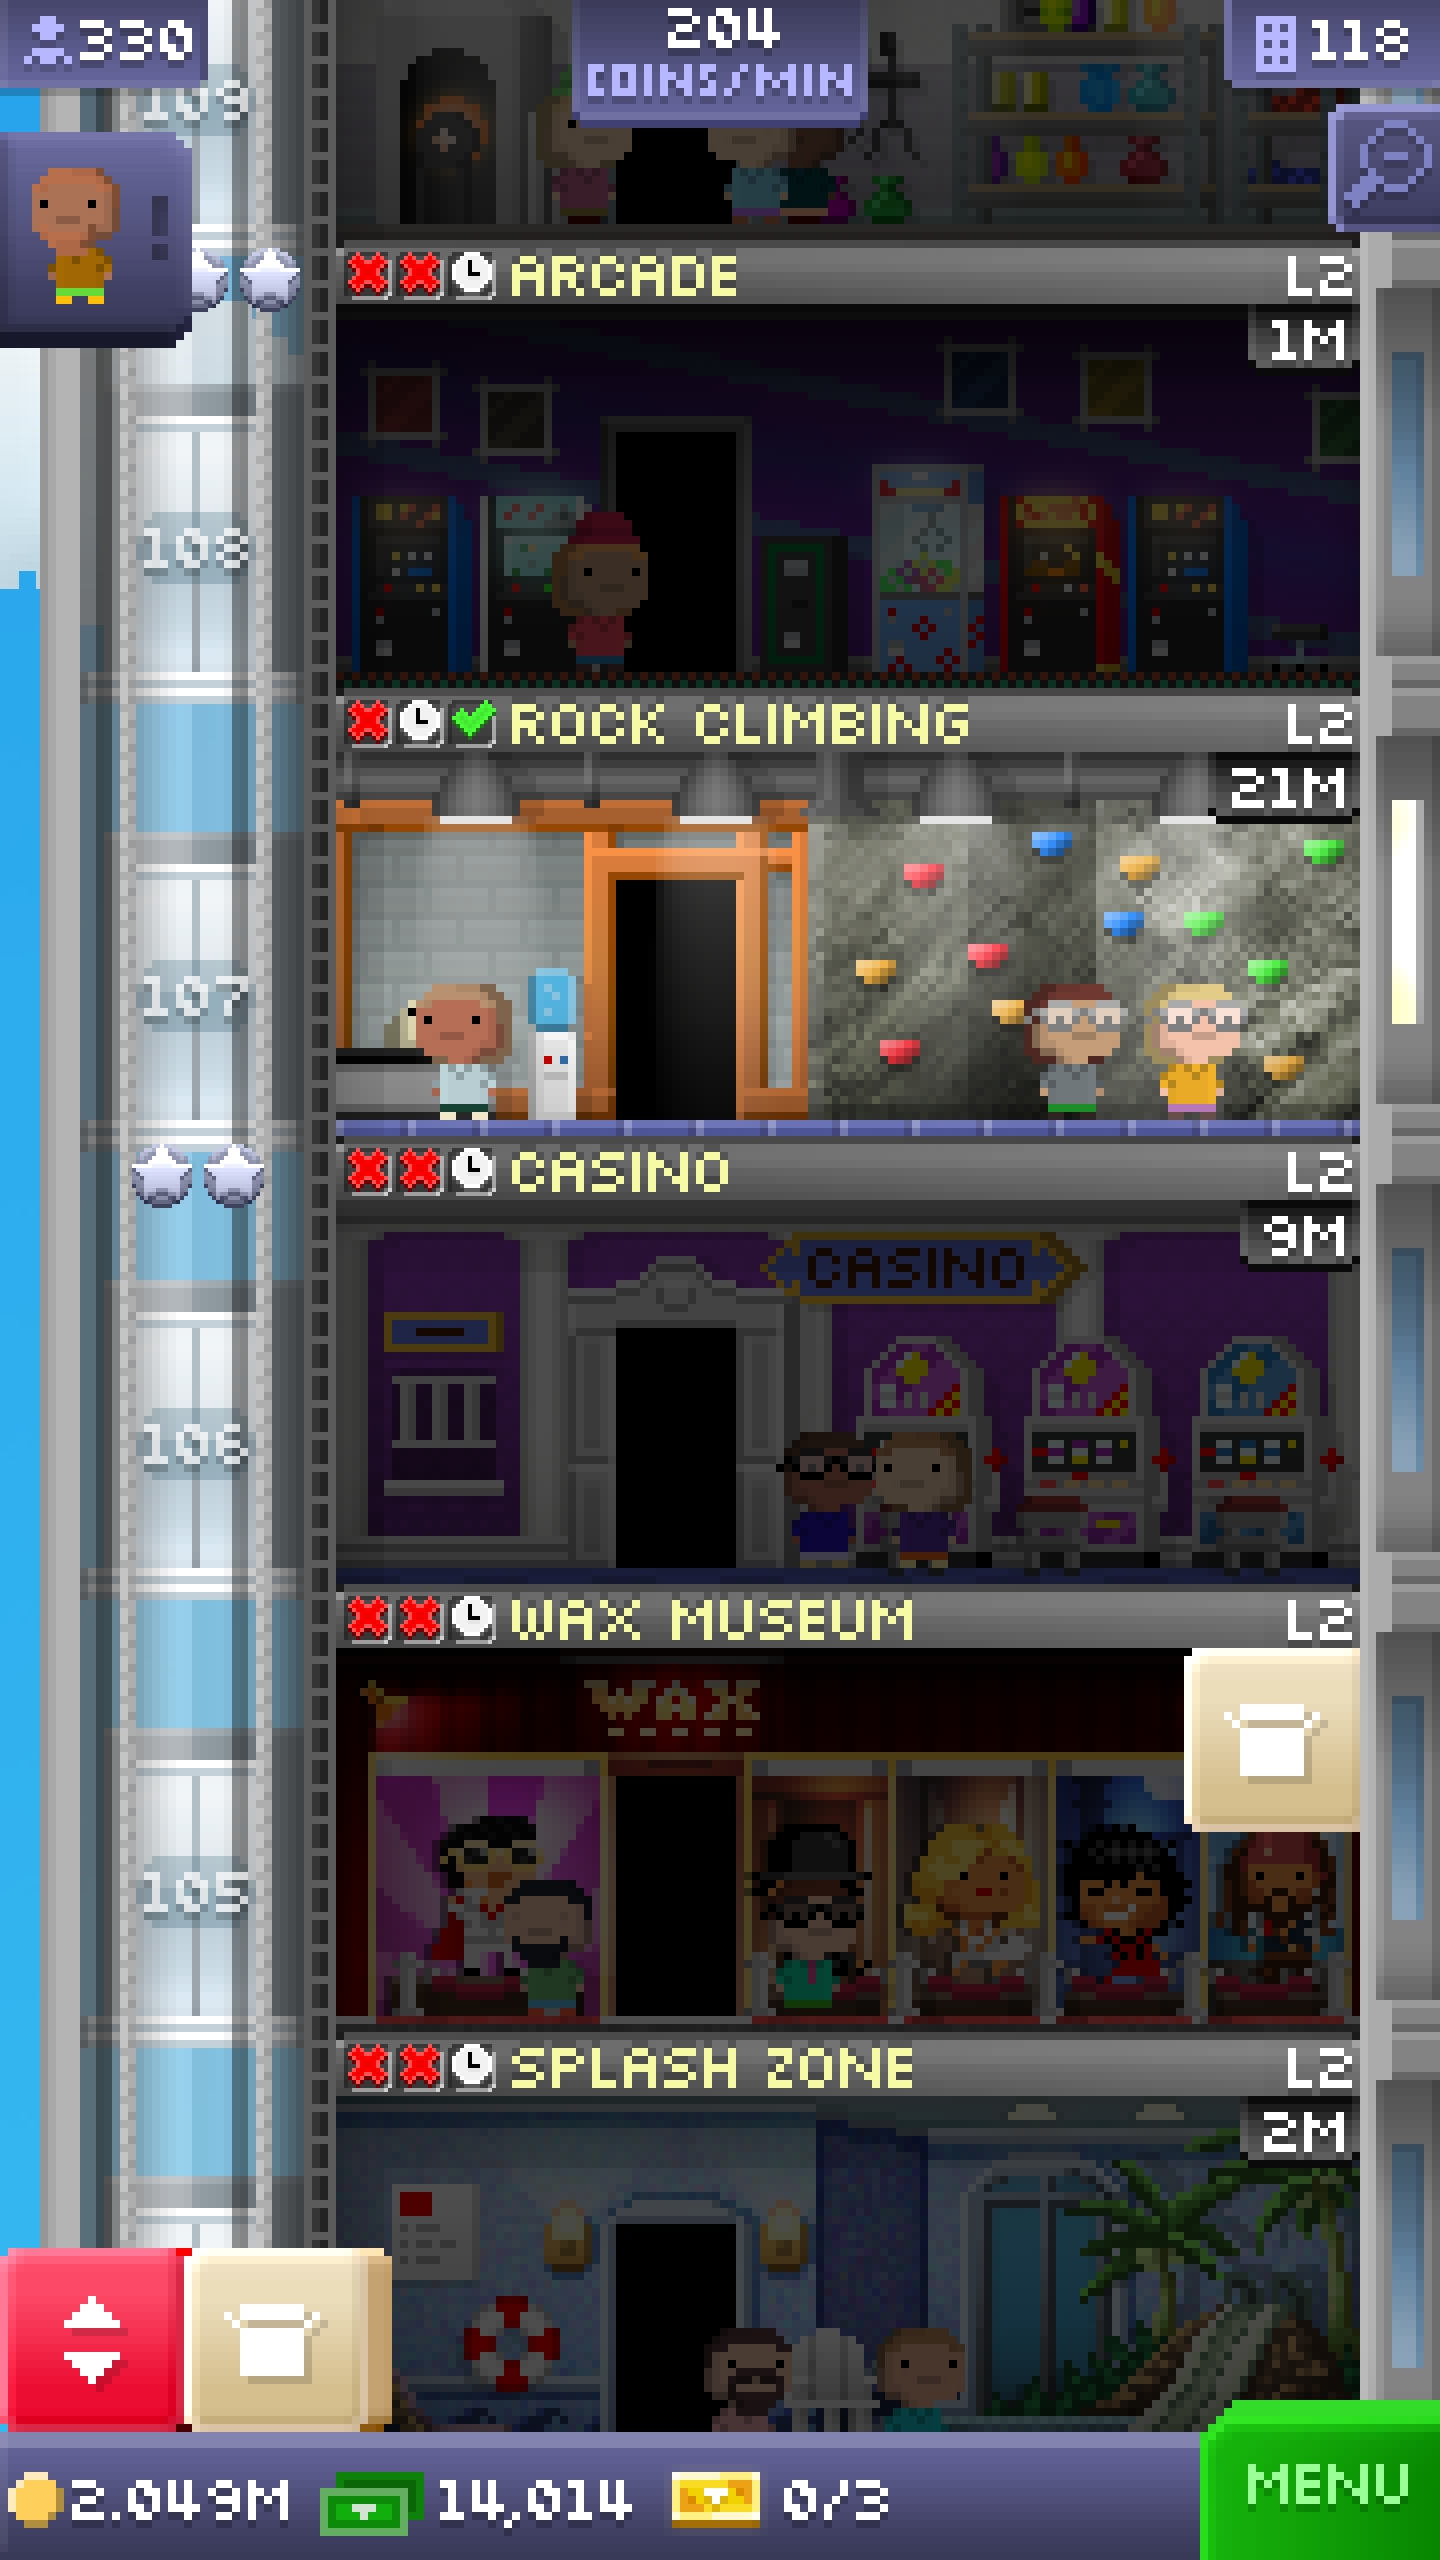 330
204
COINS/MIN
118
109
!
ARCADE L2
1M
108
ROCK CLIMBING L2
21M
107
CASINO L2
9M
CASINO
106
WAX MUSEUM L2
WAX
105
SPLASH ZONE L2
2M
2.049M 14,014 0/3
MENU